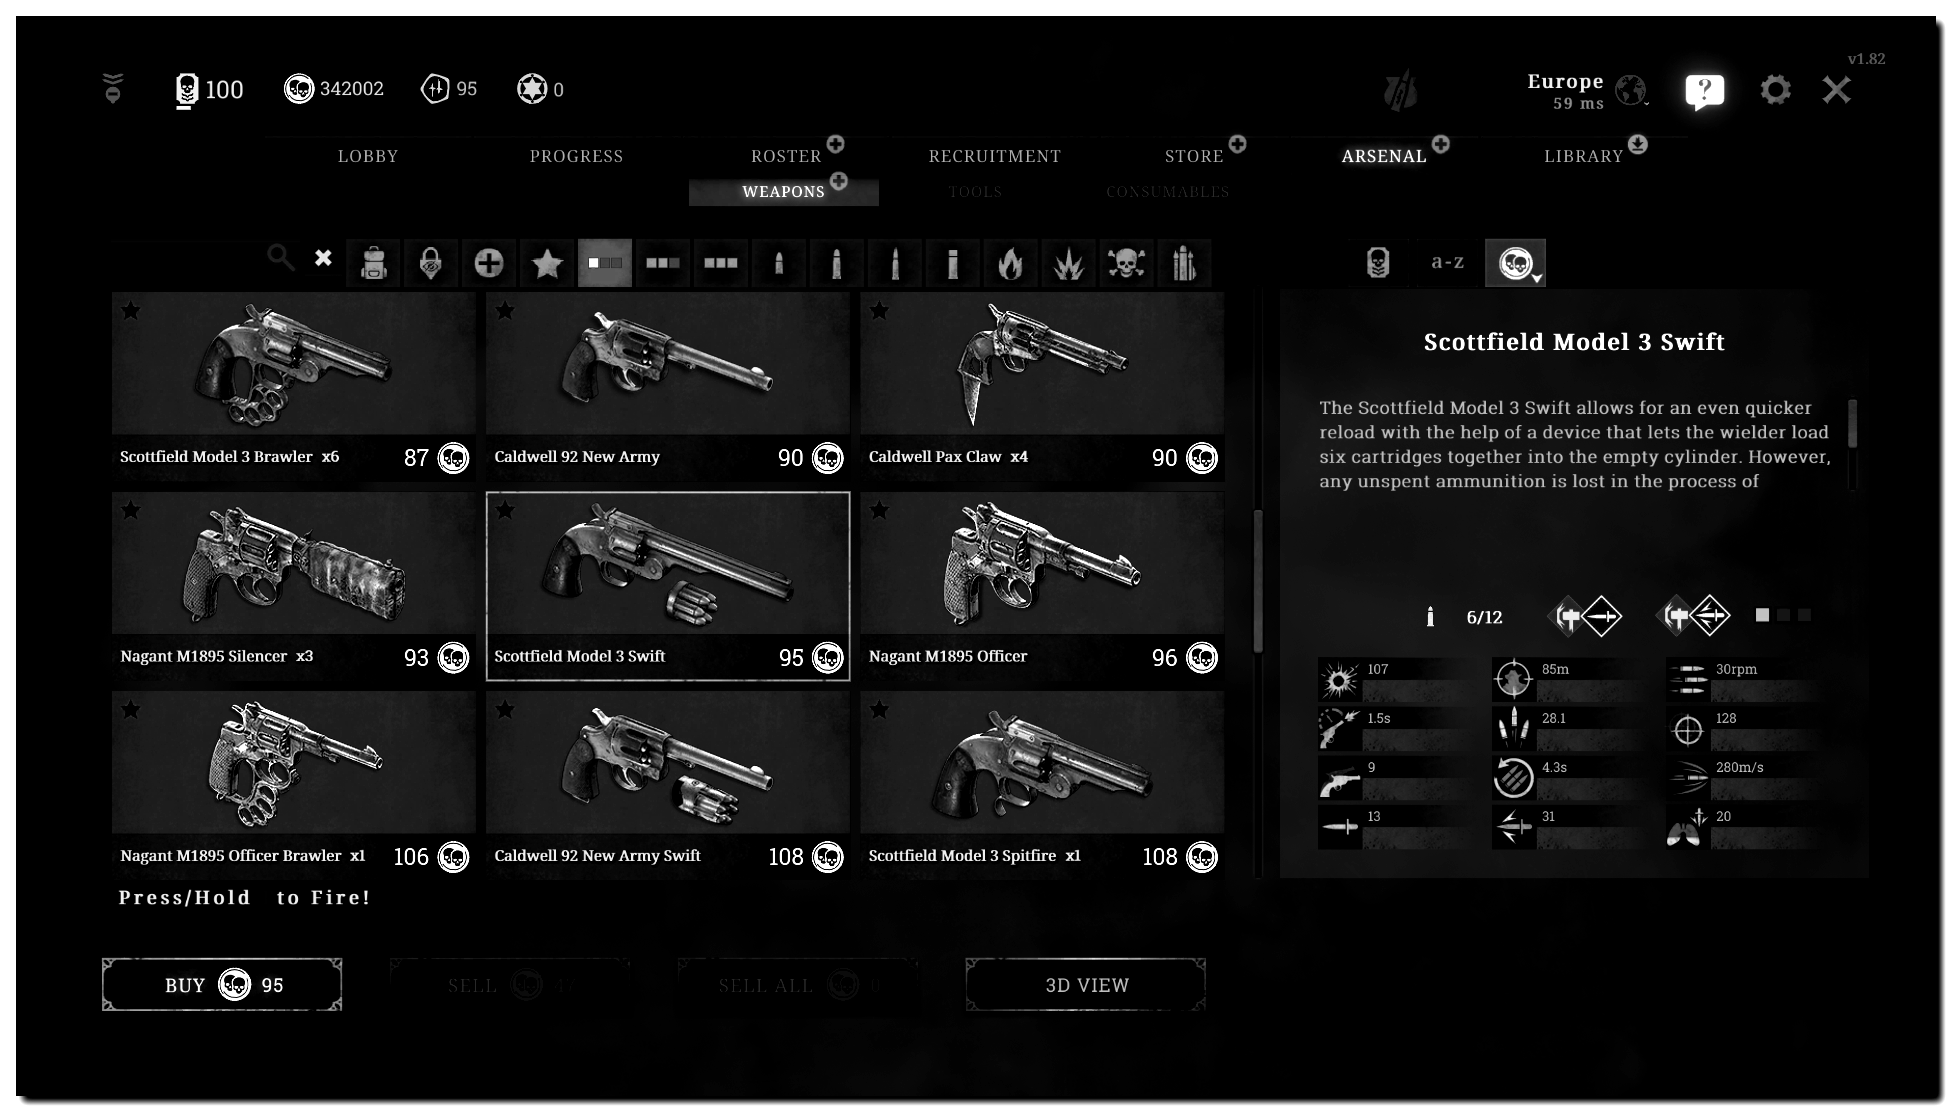 v1.82
100
342002
95
0
Europe
59 ms
?
LOBBY
PROGRESS
ROSTER
RECRUITMENT
STORE
ARSENAL
LIBRARY
WEAPONS
TOOLS
CONSUMABLES
a-z
Scottfield Model 3 Brawler x6 87
Caldwell 92 New Army 90
Caldwell Pax Claw x4 90
Nagant M1895 Silencer x3 93
Scottfield Model 3 Swift 95
Nagant M1895 Officer 96
Nagant M1895 Officer Brawler x1 106
Caldwell 92 New Army Swift 108
Scottfield Model 3 Spitfire x1 108
Press/Hold to Fire!
BUY 95
SELL 47
SELL ALL 0
3D VIEW
Scottfield Model 3 Swift
The Scottfield Model 3 Swift allows for an even quicker
reload with the help of a device that lets the wielder load
six cartridges together into the empty cylinder. However,
any unspent ammunition is lost in the process of
6/12
107
85m
30rpm
1.5s
28.1
128
9
4.3s
280m/s
13
31
20